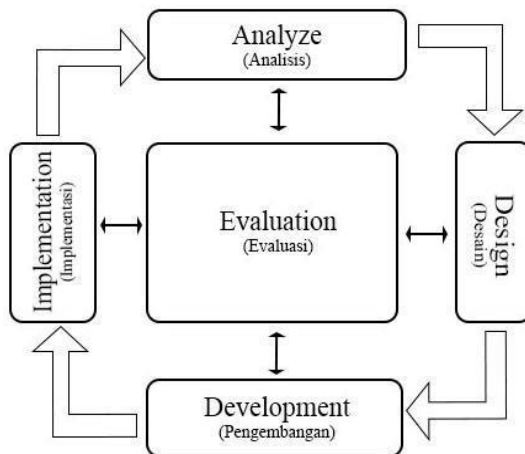 Analyze
(Analisis)
Implementation
(Implementasi)
Evaluation
(Evaluasi)
Design
(Desain)
Development
(Pengembangan)